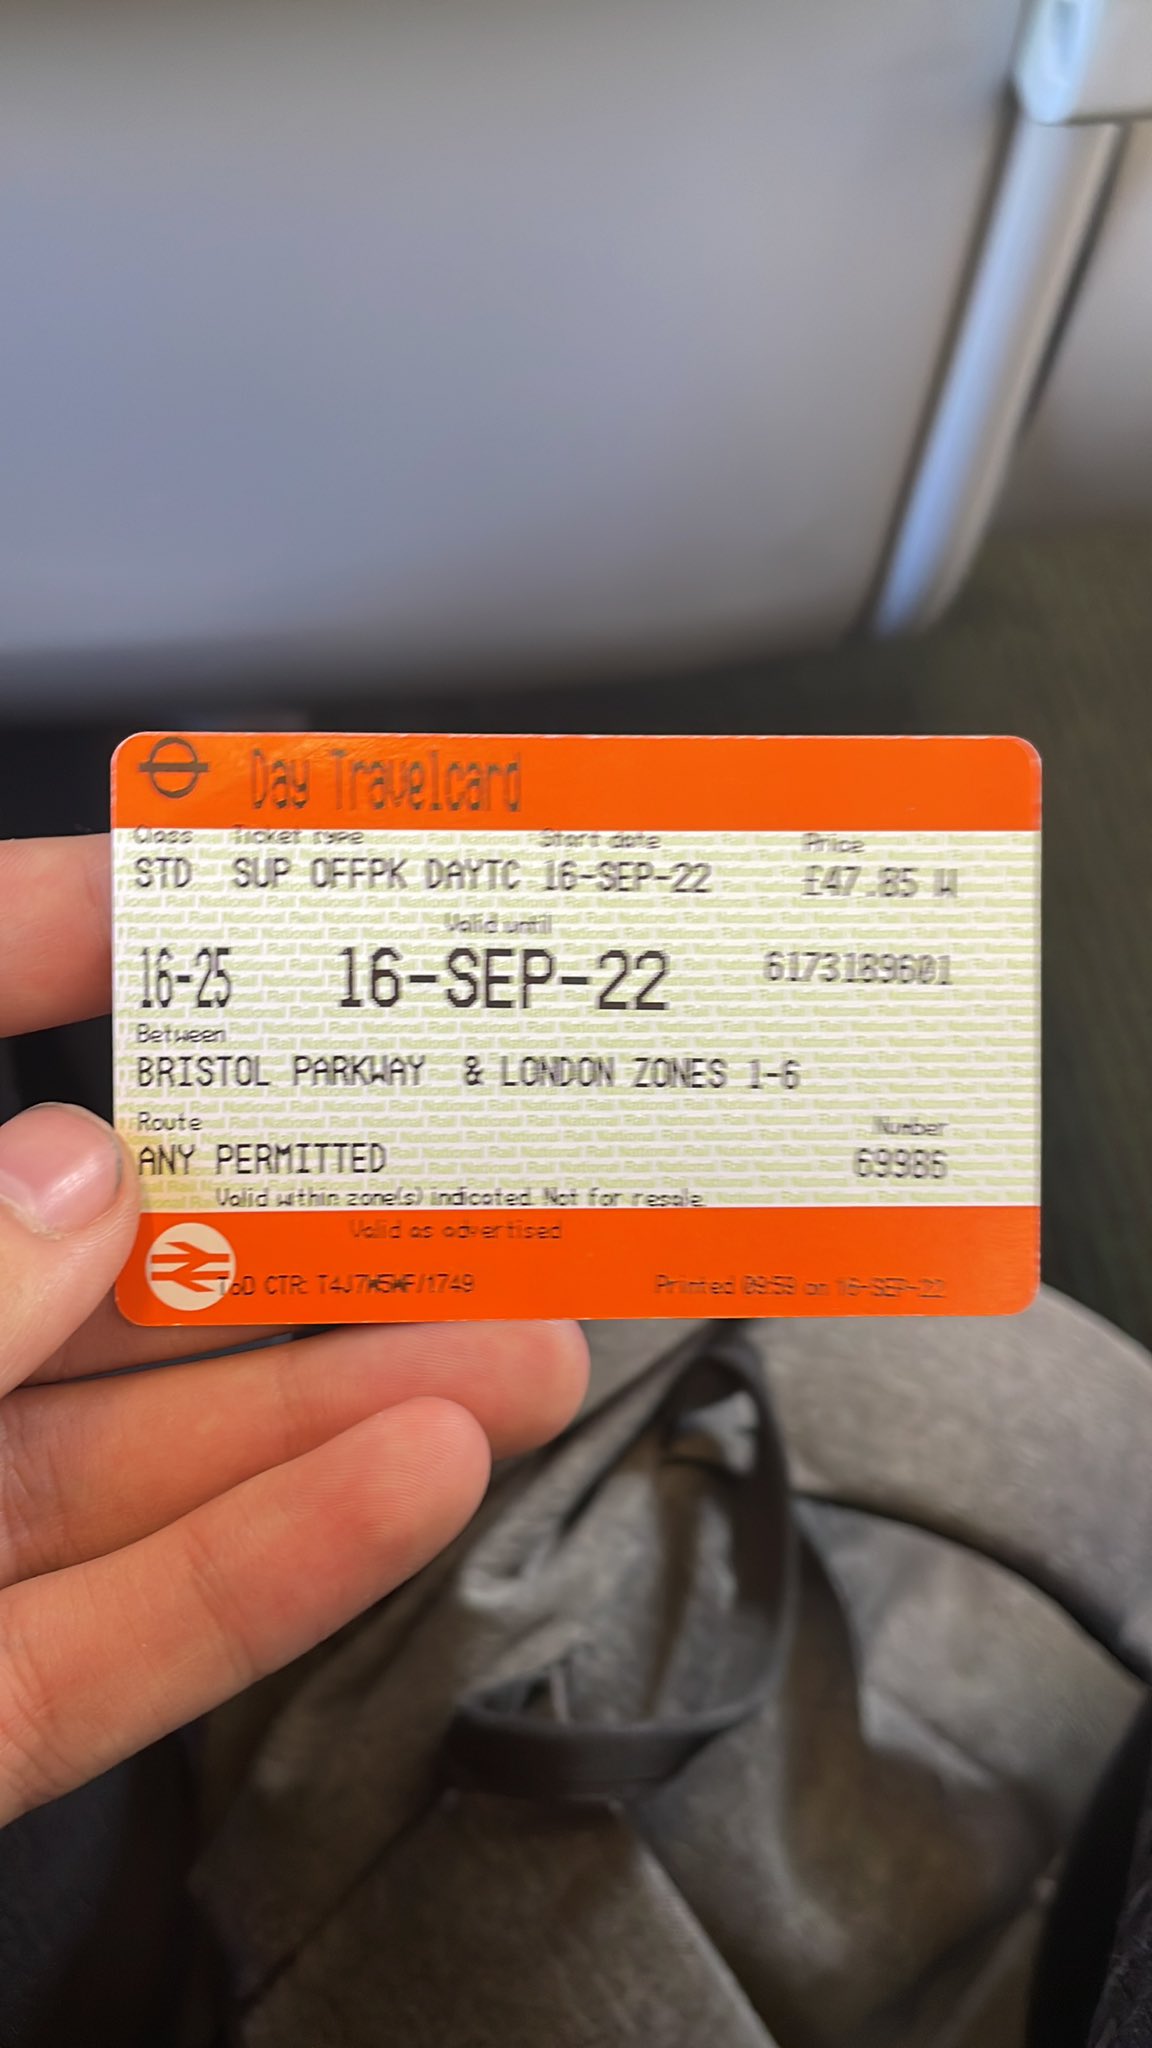 Day Travelcard
Class Ticket type Start date Price
STD SUP OFFPK DAYTC 16-SEP-22 £47.85 W
Valid until
16-25 16-SEP-22 6173189601
Between
BRISTOL PARKWAY & LONDON ZONES 1-6
Route Number
ANY PERMITTED 69986
Valid within zone(s) indicated. Not for resale.
Valid as advertised
ToD CTR: T4J7W5WF/1749 Printed 09:59 on 16-SEP-22